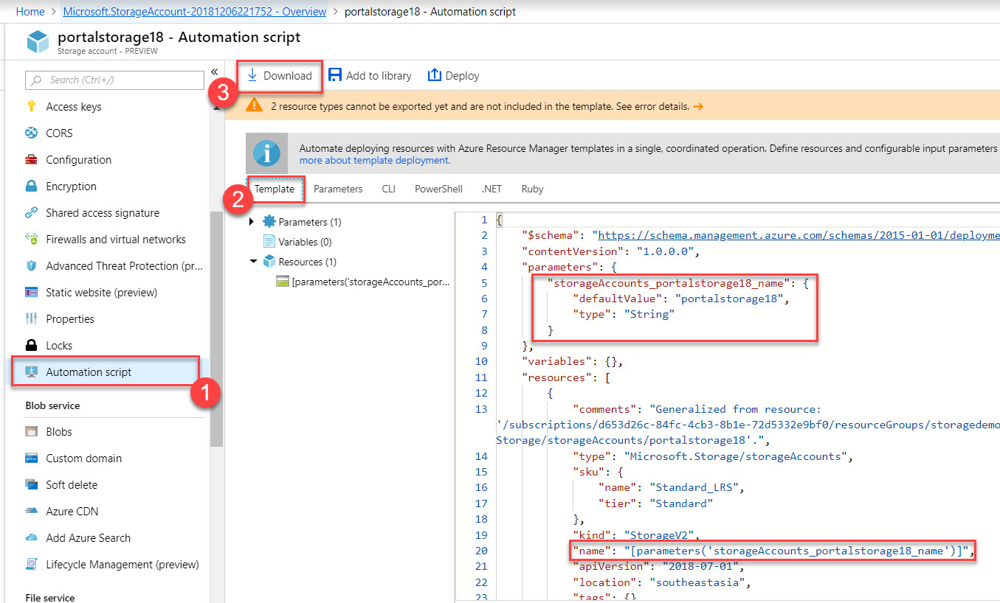 Home > Microsoft.StorageAccount-20181206221752 - Overview > portalstorage18 - Automation script
portalstorage18 - Automation script
Storage account - PREVIEW
Search (Ctrl+/)
«
Access keys
CORS
Configuration
Encryption
Shared access signature
Firewalls and virtual networks
Advanced Threat Protection (pr...
Static website (preview)
Properties
Locks
Automation script
1
Blob service
Blobs
Custom domain
Soft delete
Azure CDN
Add Azure Search
Lifecycle Management (preview)
File service
3
Download
Add to library
Deploy
2 resource types cannot be exported yet and are not included in the template. See error details. →
Automate deploying resources with Azure Resource Manager templates in a single, coordinated operation. Define resources and configurable input parameters
more about template deployment.
2
Template
Parameters
CLI
PowerShell
.NET
Ruby
Parameters (1)
Variables (0)
Resources (1)
[parameters('storageAccounts_por...
1 {
2 "$schema": "https://schema.management.azure.com/schemas/2015-01-01/deployme
3 "contentVersion": "1.0.0.0",
4 "parameters": {
5 "storageAccounts_portalstorage18_name": {
6 "defaultValue": "portalstorage18",
7 "type": "String"
8 }
9 },
10 "variables": {},
11 "resources": [
12 {
13 "comments": "Generalized from resource:
'/subscriptions/d653d26c-84fc-4cb3-8b1e-72d5332e9bf0/resourceGroups/storagedemo
Storage/storageAccounts/portalstorage18'.",
14 "type": "Microsoft.Storage/storageAccounts",
15 "sku": {
16 "name": "Standard_LRS",
17 "tier": "Standard"
18 },
19 "kind": "StorageV2",
20 "name": "[parameters('storageAccounts_portalstorage18_name')]",
21 "apiVersion": "2018-07-01",
22 "location": "southeastasia",
23 "tags": {}